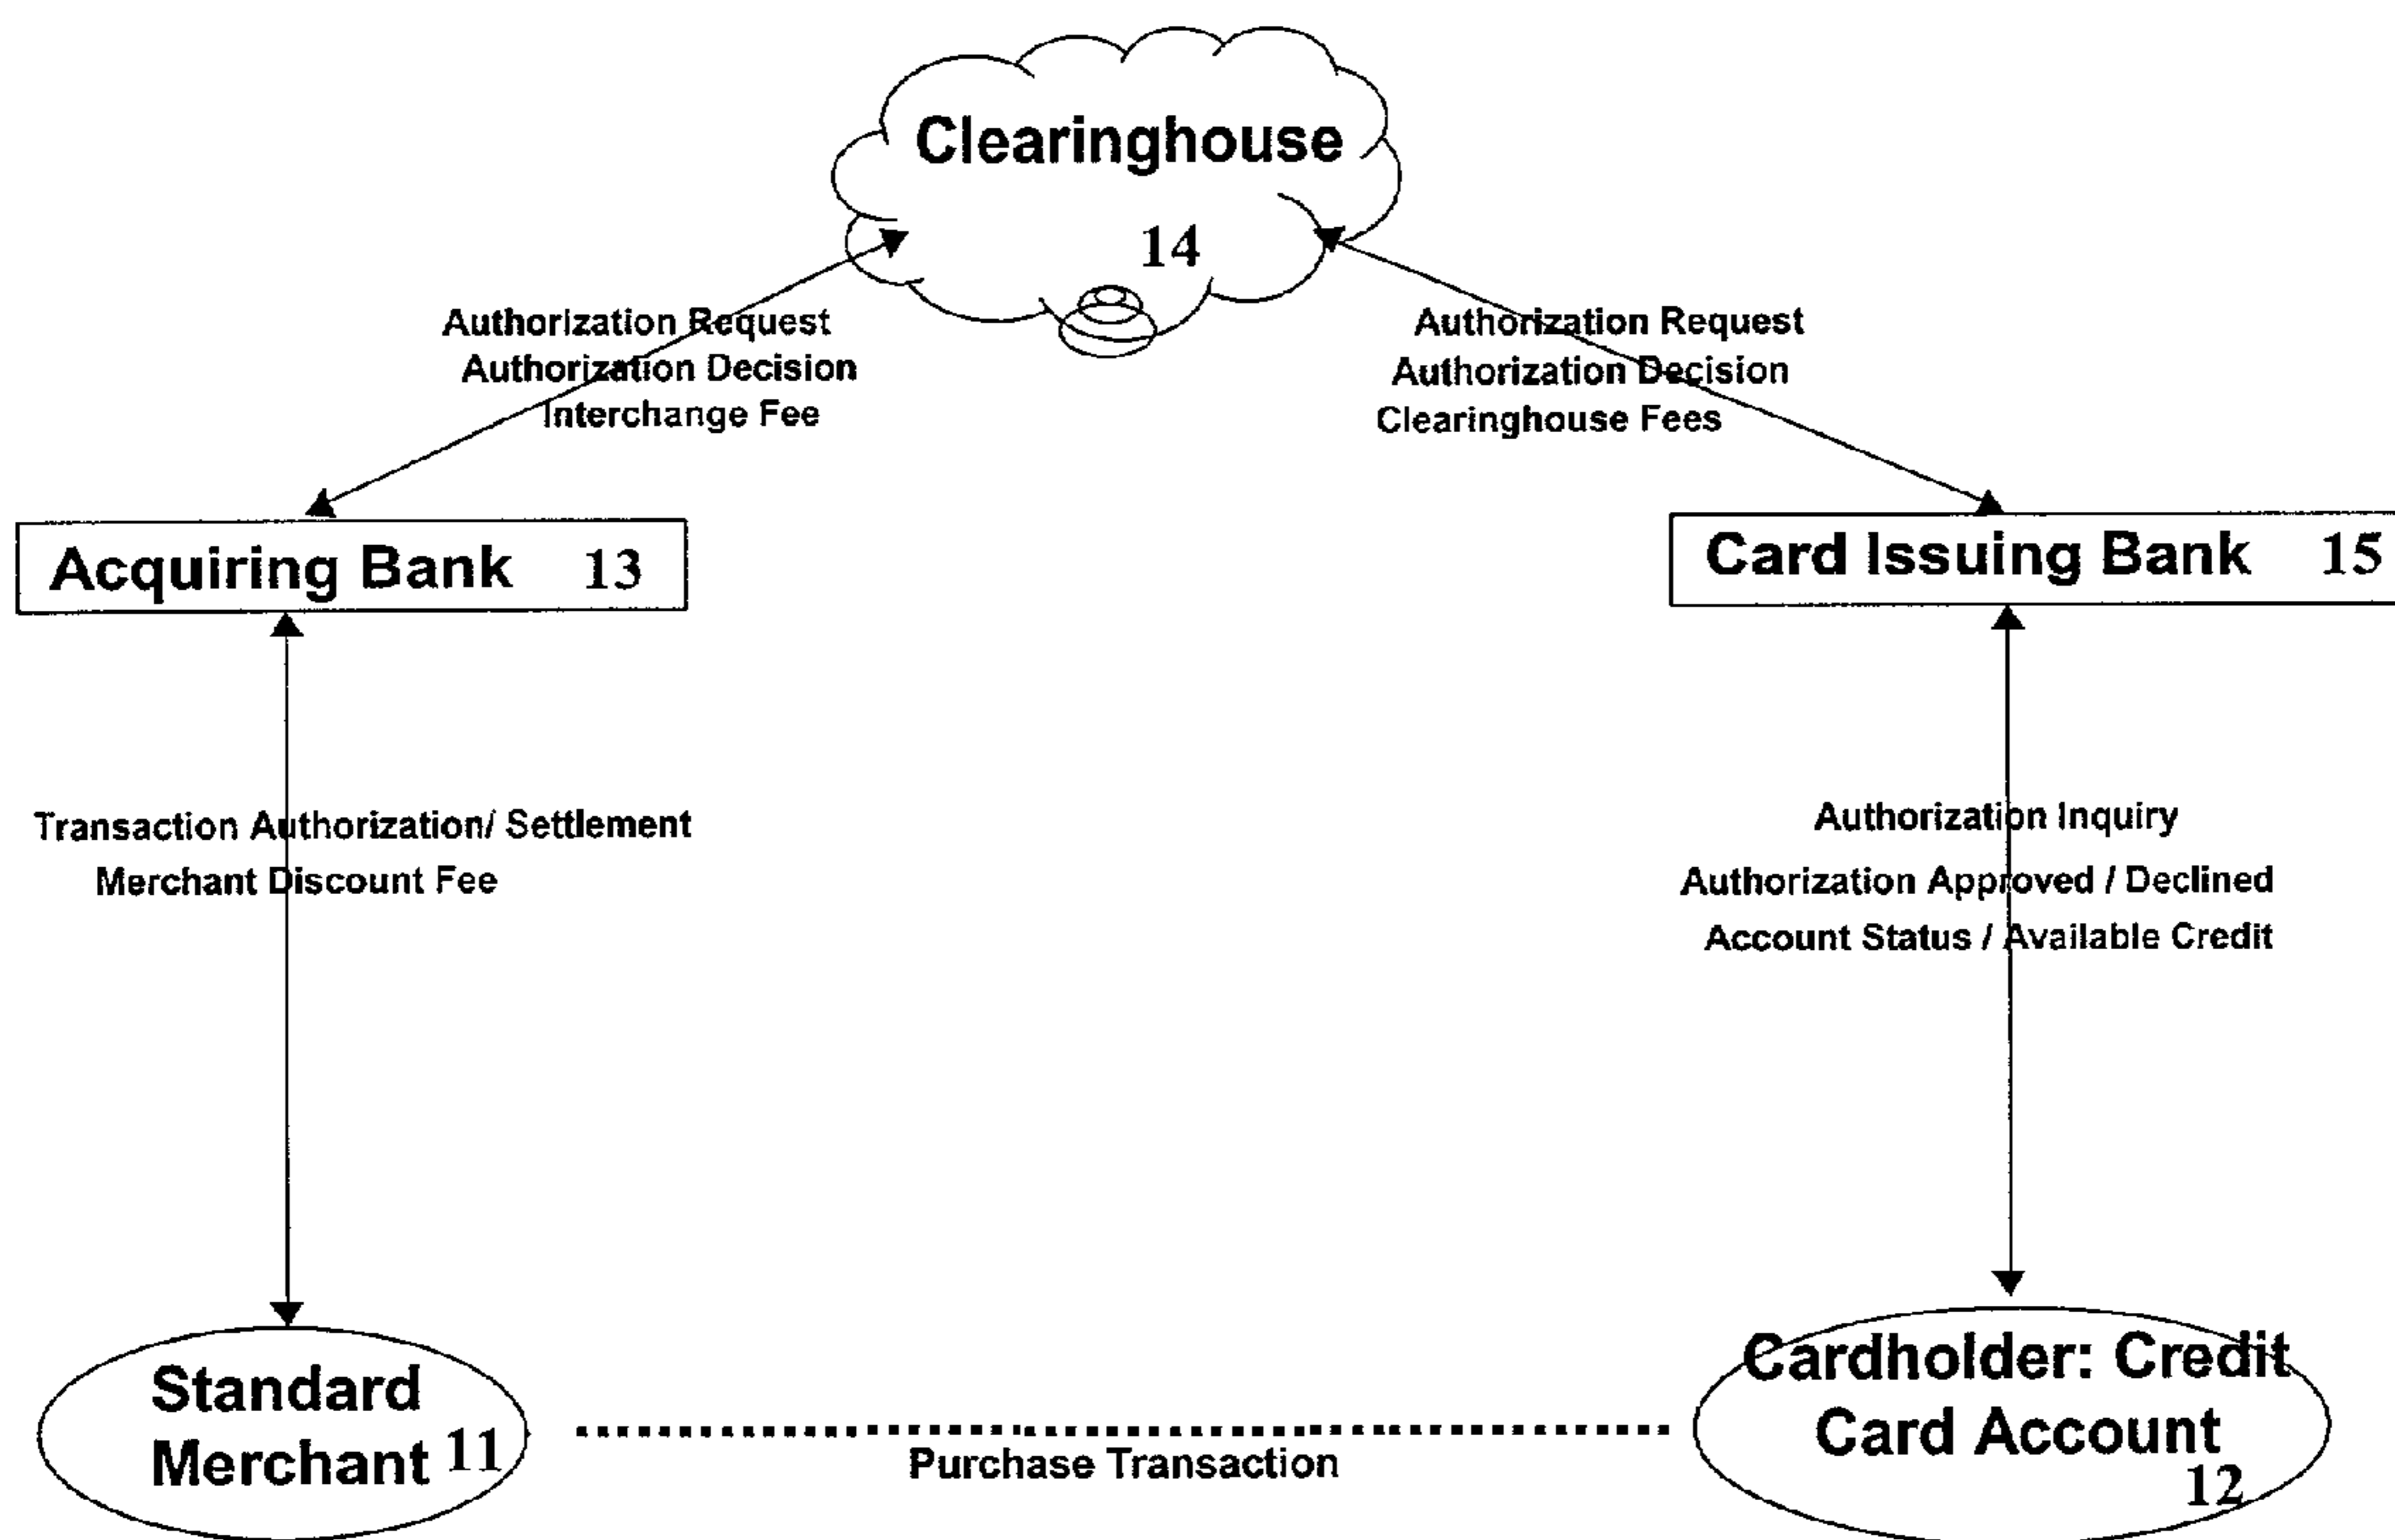 Clearinghouse
14
Authorization Request
Authorization Decision
Interchange Fee
Authorization Request
Authorization Decision
Clearinghouse Fees
Acquiring Bank 13
Card Issuing Bank 15
Transaction Authorization/ Settlement
Merchant Discount Fee
Authorization Inquiry
Authorization Approved / Declined
Account Status / Available Credit
Standard
Merchant 11
Purchase Transaction
Cardholder: Credit
Card Account
12